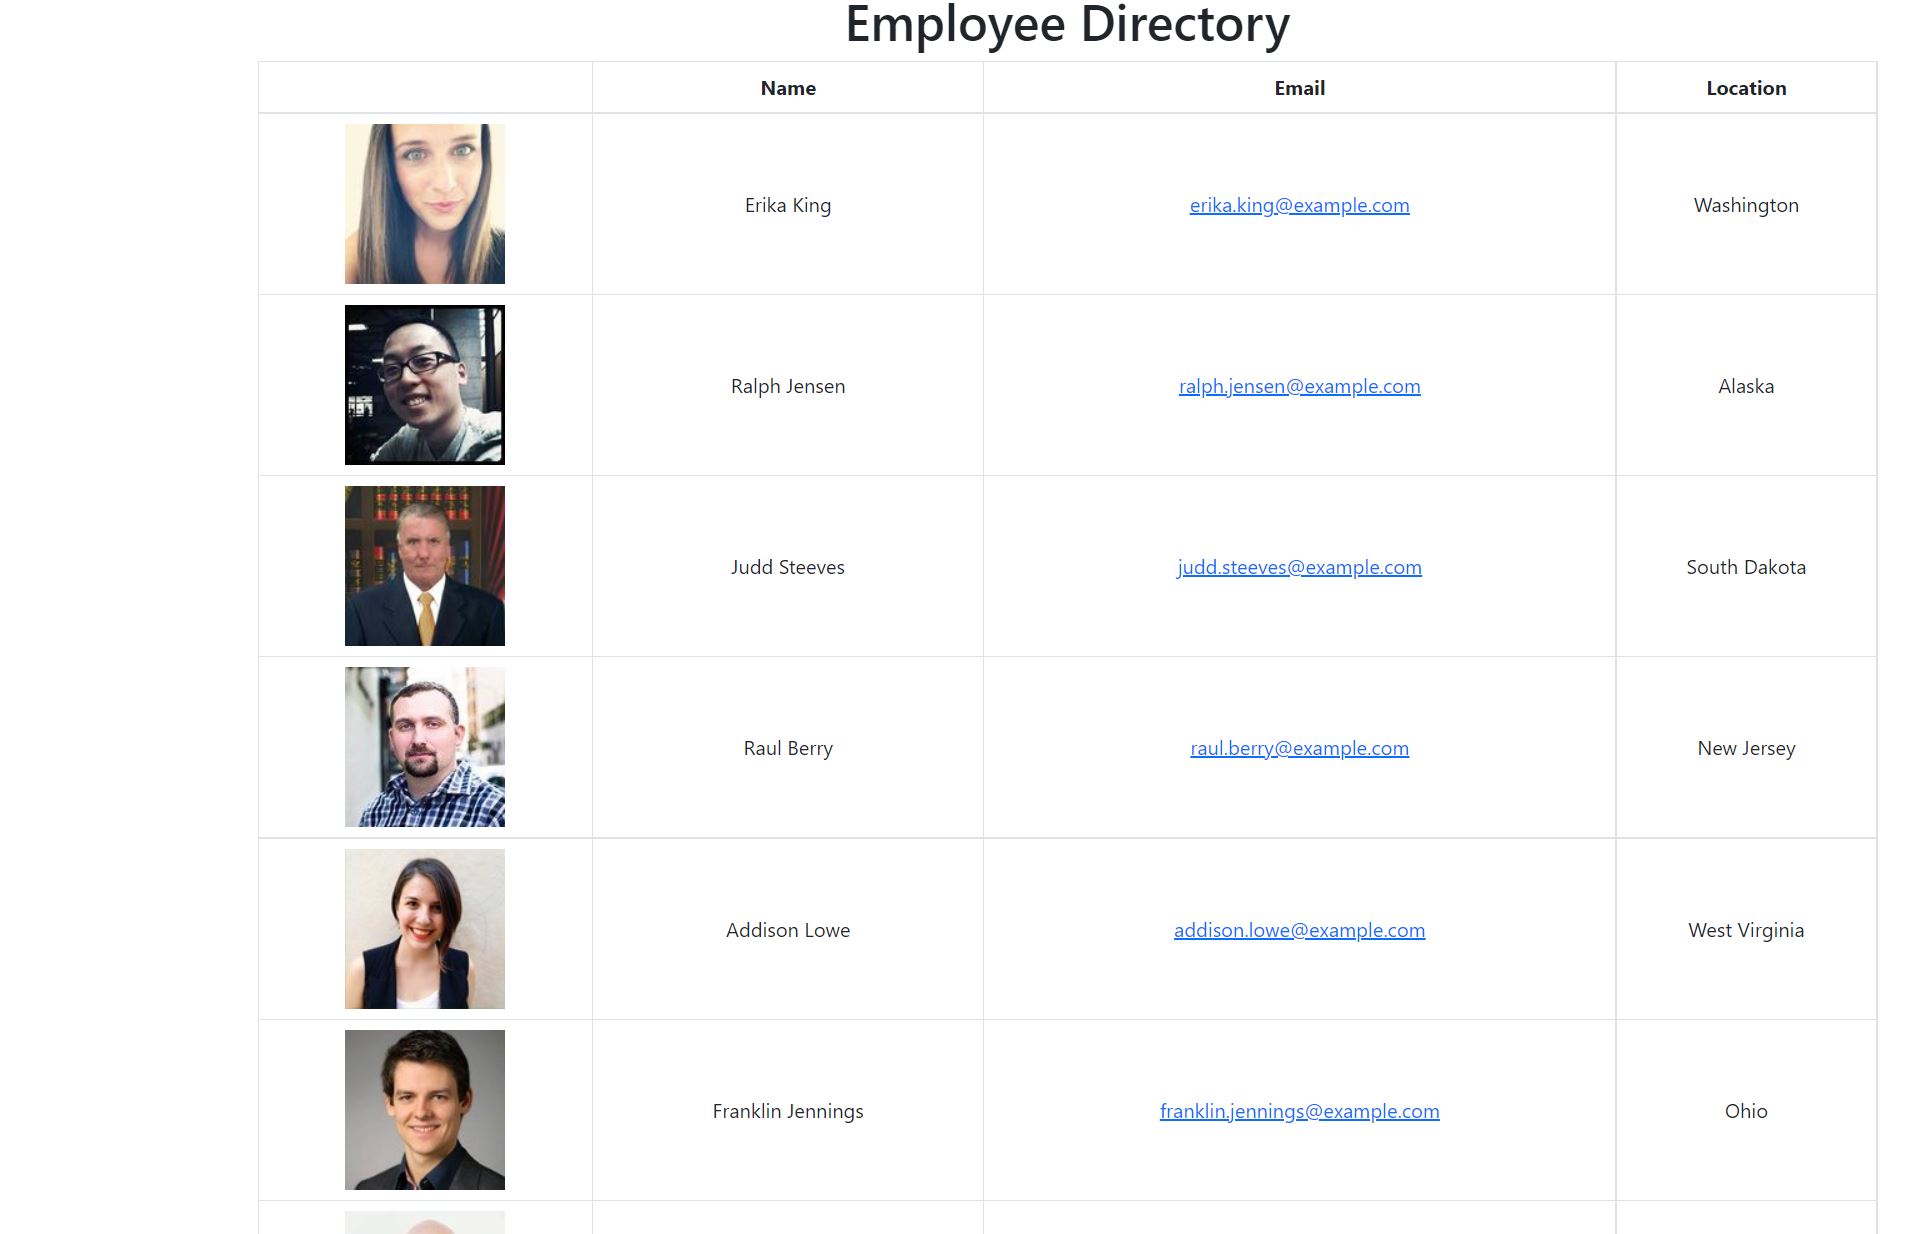 Employee Directory
Name Email Location
Erika King erika.king@example.com Washington
Ralph Jensen ralph.jensen@example.com Alaska
Judd Steeves judd.steeves@example.com South Dakota
Raul Berry raul.berry@example.com New Jersey
Addison Lowe addison.lowe@example.com West Virginia
Franklin Jennings franklin.jennings@example.com Ohio